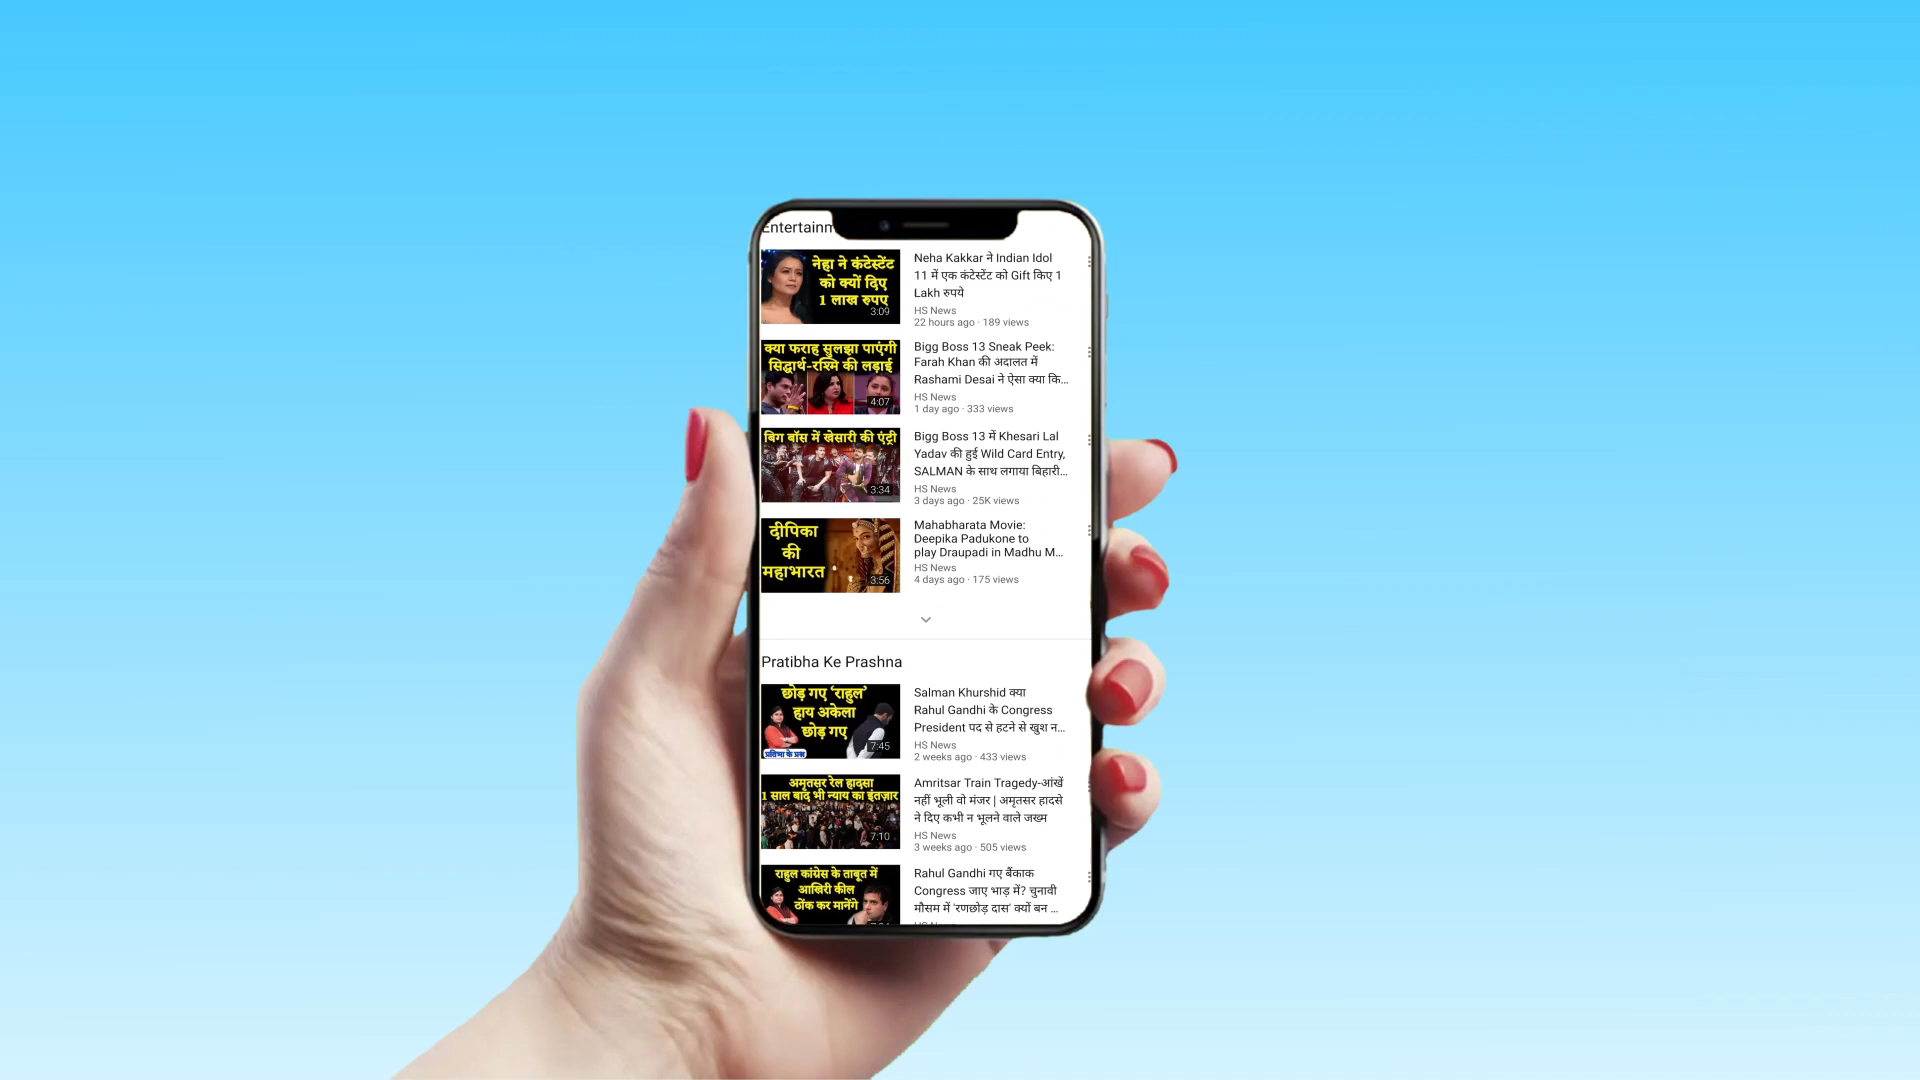 Entertainm
नेहा ने कंटेस्टेंट
को क्यों दिए
1 लाख रुपए
3:09
Neha Kakkar ने Indian Idol
11 में एक कंटेस्टेंट को Gift किए 1
Lakh रुपये
HS News
22 hours ago · 189 views
क्या फराह सुलझा पाएंगी
सिद्धार्थ-रश्मि की लड़ाई
4:07
Bigg Boss 13 Sneak Peek:
Farah Khan की अदालत में
Rashami Desai ने ऐसा क्या कि...
HS News
1 day ago · 333 views
बिग बॉस में खेसारी की एंट्री
3:34
Bigg Boss 13 में Khesari Lal
Yadav की हुई Wild Card Entry,
SALMAN के साथ लगाया बिहारी...
HS News
3 days ago · 25K views
दीपिका
की
महाभारत
3:56
Mahabharata Movie:
Deepika Padukone to
play Draupadi in Madhu M...
HS News
4 days ago · 175 views
Pratibha Ke Prashna
छोड़ गए ‘राहुल’
हाय अकेला
छोड़ गए
प्रतिभा के प्रश्न
7:45
Salman Khurshid क्या
Rahul Gandhi के Congress
President पद से हटने से खुश न...
HS News
2 weeks ago · 433 views
अमृतसर रेल हादसा
1 साल बाद भी न्याय का इंतज़ार
7:10
Amritsar Train Tragedy-आंखें
नहीं भूली वो मंजर | अमृतसर हादसे
ने दिए कभी न भूलने वाले जख्म
HS News
3 weeks ago · 505 views
राहुल कांग्रेस के ताबूत में
आखिरी कील
ठोंक कर मानेंगे
Rahul Gandhi गए बैंकाक
Congress जाए भाड़ में? चुनावी
मौसम में 'रणछोड़ दास' क्यों बन ...